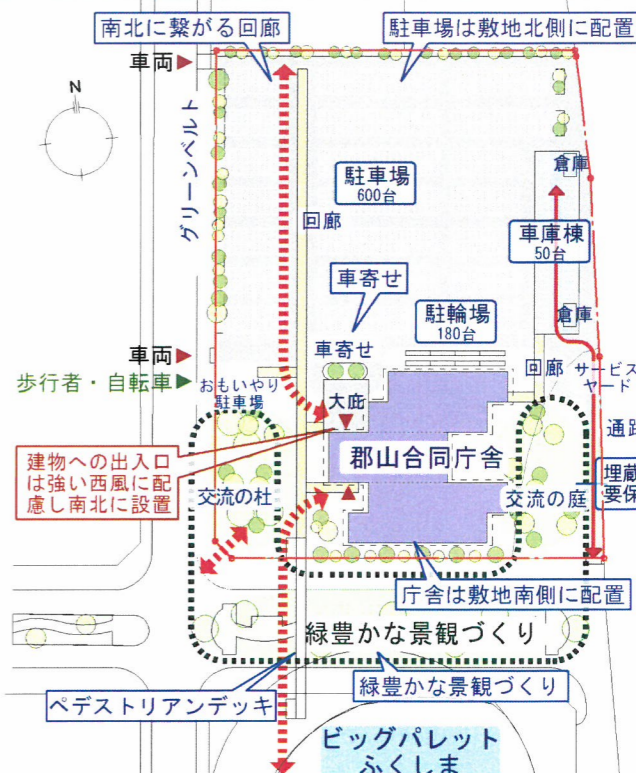 南北に繋がる回廊
駐車場は敷地北側に配置
車両
N
グリーンベルト
倉庫
駐車場
600台
回廊
車庫棟
50台
車寄せ
駐輪場
180台
倉庫
車両
車寄せ
回廊
サービス
ヤード
歩行者・自転車
おもいやり
駐車場
大庇
通路
建物への出入口
は強い西風に配
慮し南北に設置
郡山合同庁舎
埋蔵
要保
交流の杜
交流の庭
庁舎は敷地南側に配置
緑豊かな景観づくり
緑豊かな景観づくり
ペデストリアンデッキ
ビッグパレット
ふくしま